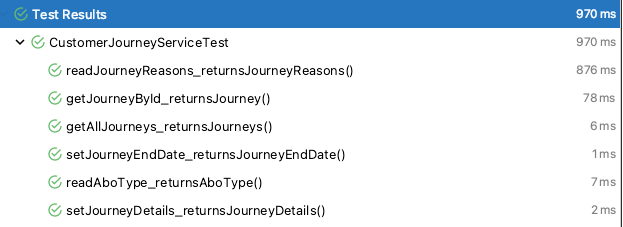 Test Results 970 ms
CustomerJourneyServiceTest 970 ms
readJourneyReasons_returnsJourneyReasons() 876 ms
getJourneyById_returnsJourney() 78 ms
getAllJourneys_returnsJourneys() 6 ms
setJourneyEndDate_returnsJourneyEndDate() 1 ms
readAboType_returnsAboType() 7 ms
setJourneyDetails_returnsJourneyDetails() 2 ms